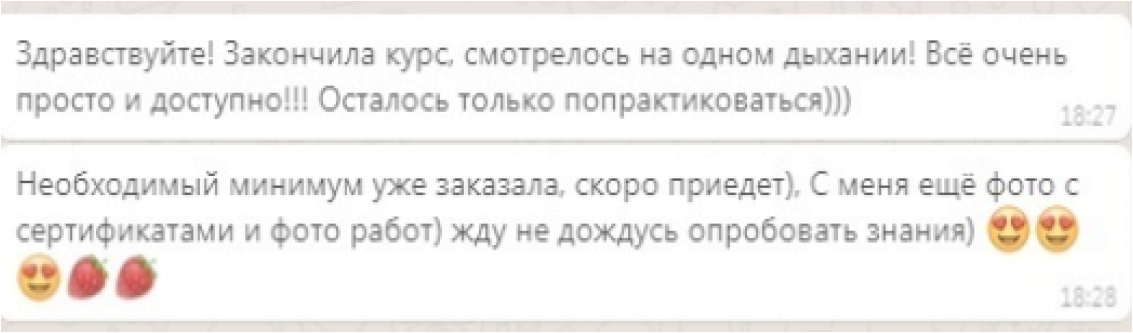 Здравствуйте! Закончила курс, смотрелось на одном дыхании! Всё очень
просто и доступно!!! Осталось только попрактиковаться)))
18:27
Необходимый минимум уже заказала, скоро приедет), С меня ещё фото с
сертификатами и фото работ) жду не дождусь опробовать знания) 😍😍
😍🍓🍓
18:28